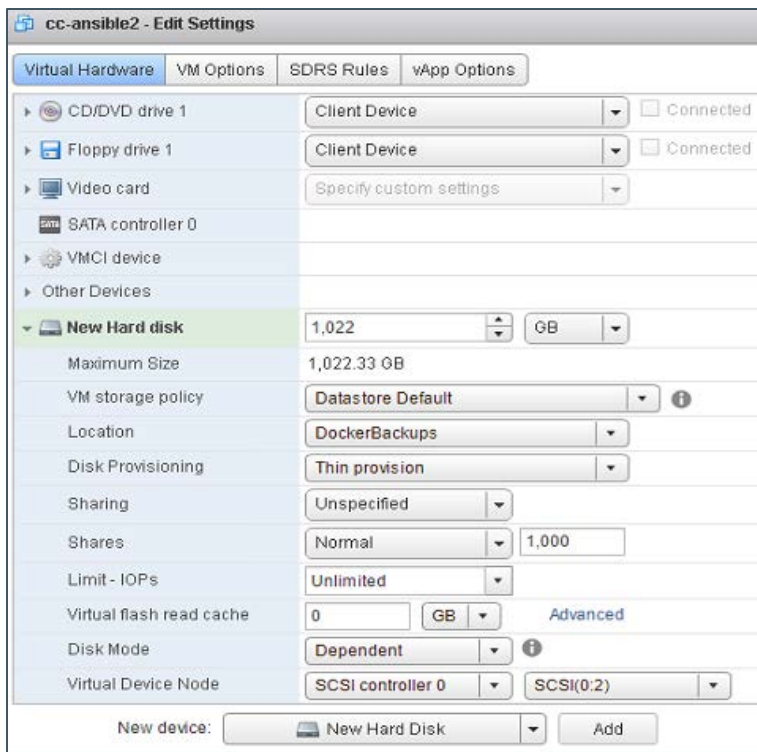 cc-ansible2 - Edit Settings
Virtual Hardware VM Options SDRS Rules vApp Options
CD/DVD drive 1 Client Device Connected
Floppy drive 1 Client Device Connected
Video card Specify custom settings
SATA SATA controller 0
VMCI device
Other Devices
New Hard disk 1,022 GB
Maximum Size 1,022.33 GB
VM storage policy Datastore Default
Location DockerBackups
Disk Provisioning Thin provision
Sharing Unspecified
Shares Normal 1,000
Limit - IOPs Unlimited
Virtual flash read cache 0 GB Advanced
Disk Mode Dependent
Virtual Device Node SCSI controller 0 SCSI(0:2)
New device: New Hard Disk Add